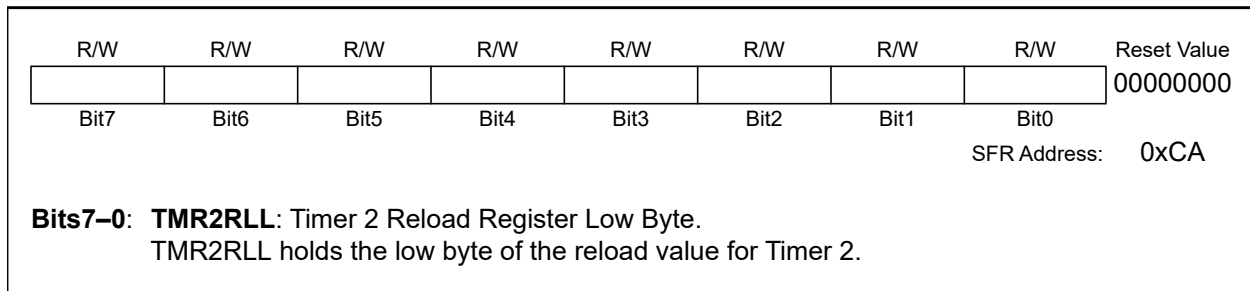 R/W R/W R/W R/W R/W R/W R/W R/W Reset Value
00000000
Bit7 Bit6 Bit5 Bit4 Bit3 Bit2 Bit1 Bit0
SFR Address: 0xCA
Bits7–0: TMR2RLL: Timer 2 Reload Register Low Byte.
TMR2RLL holds the low byte of the reload value for Timer 2.